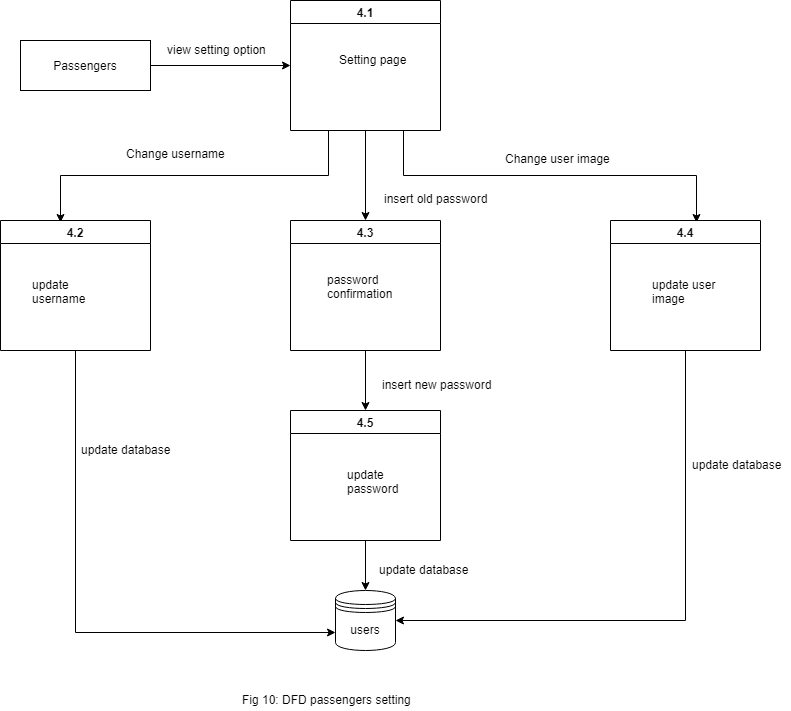 4.1
view setting option
Passengers
Setting page
Change username
Change user image
insert old password
4.2
4.3
4.4
update
username
password
confirmation
update user
image
insert new password
4.5
update database
update database
update
password
update database
users
Fig 10: DFD passengers setting